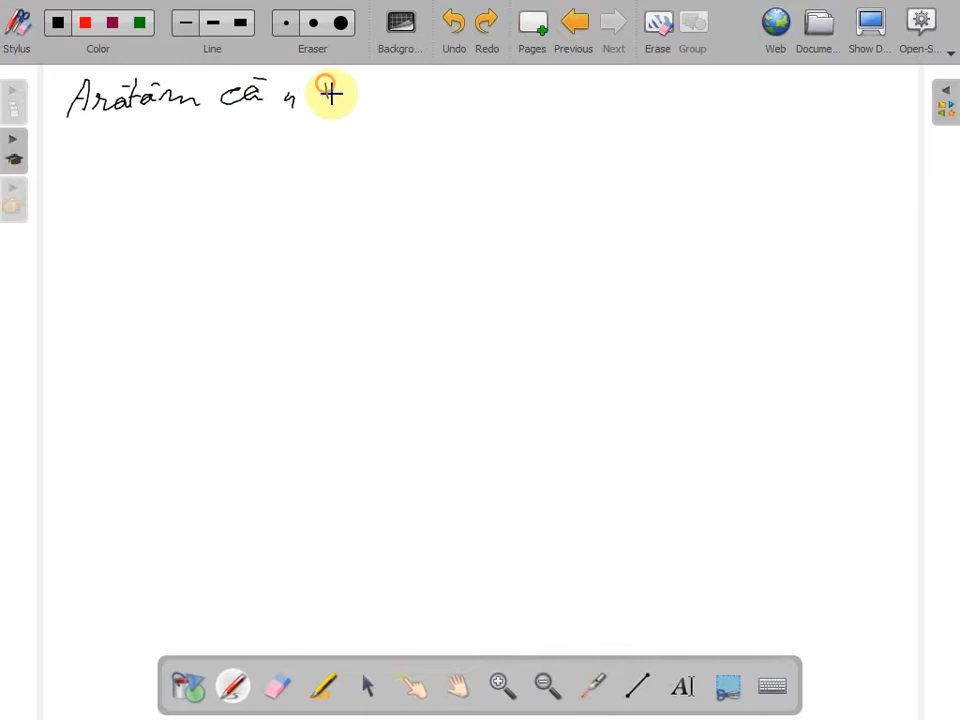 Stylus Color Line Eraser Backgro... Undo Redo Pages Previous Next Erase Group Web Docume... Show D... Open-S...
Arătăm că „